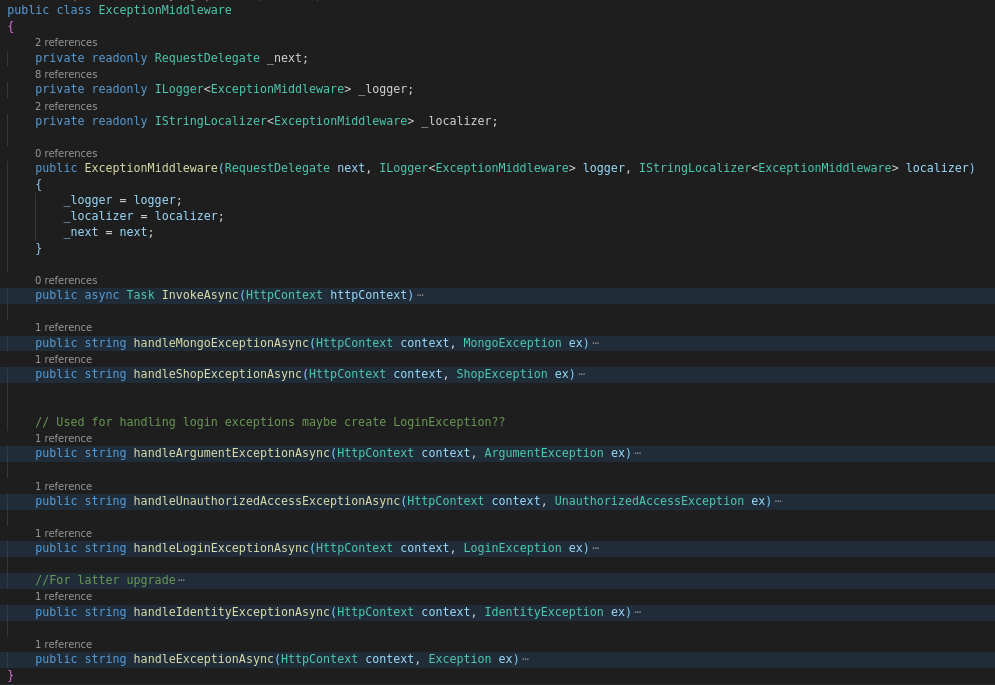 public class ExceptionMiddleware
{
2 references
private readonly RequestDelegate _next;
8 references
private readonly ILogger<ExceptionMiddleware> _logger;
2 references
private readonly IStringLocalizer<ExceptionMiddleware> _localizer;
0 references
public ExceptionMiddleware(RequestDelegate next, ILogger<ExceptionMiddleware> logger, IStringLocalizer<ExceptionMiddleware> localizer)
{
_logger = logger;
_localizer = localizer;
_next = next;
}
0 references
public async Task InvokeAsync(HttpContext httpContext)⋯
1 reference
public string handleMongoExceptionAsync(HttpContext context, MongoException ex)⋯
1 reference
public string handleShopExceptionAsync(HttpContext context, ShopException ex)⋯
// Used for handling login exceptions maybe create LoginException??
1 reference
public string handleArgumentExceptionAsync(HttpContext context, ArgumentException ex)⋯
1 reference
public string handleUnauthorizedAccessExceptionAsync(HttpContext context, UnauthorizedAccessException ex)⋯
1 reference
public string handleLoginExceptionAsync(HttpContext context, LoginException ex)⋯
//For latter upgrade⋯
1 reference
public string handleIdentityExceptionAsync(HttpContext context, IdentityException ex)⋯
1 reference
public string handleExceptionAsync(HttpContext context, Exception ex)⋯
}